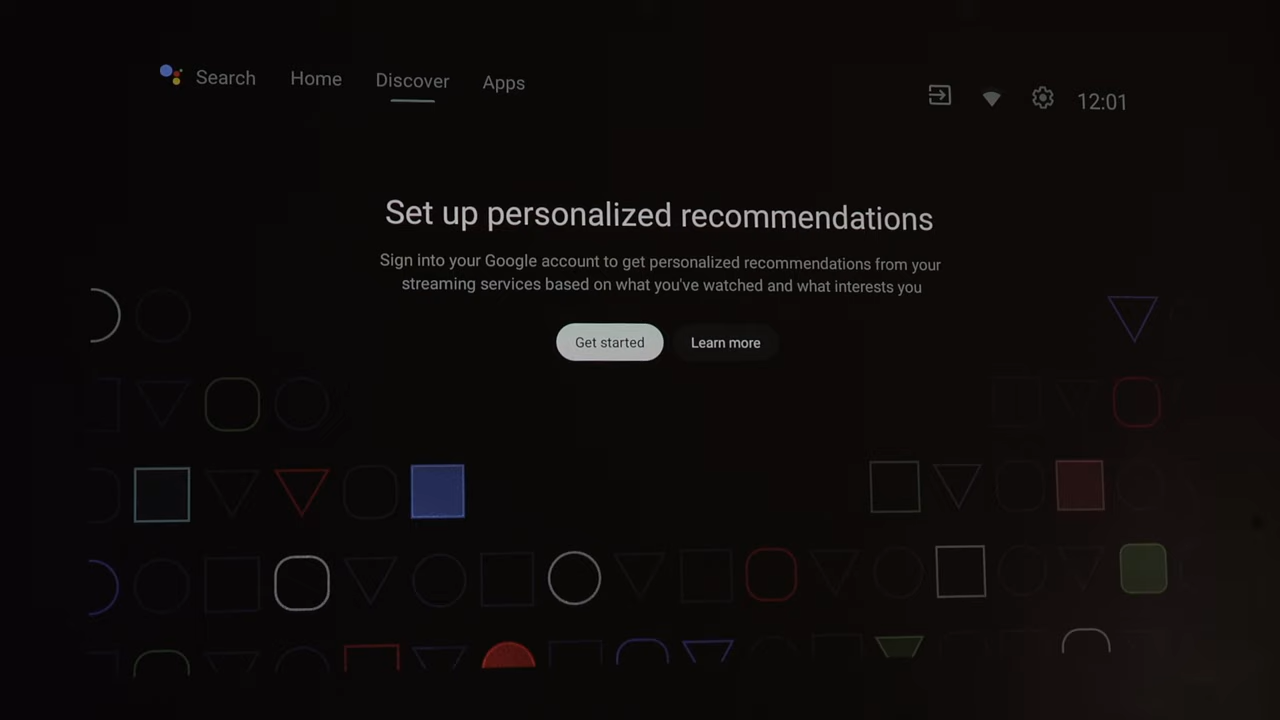 Search Home Discover Apps 12:01
Set up personalized recommendations
Sign into your Google account to get personalized recommendations from your
streaming services based on what you've watched and what interests you
Get started Learn more